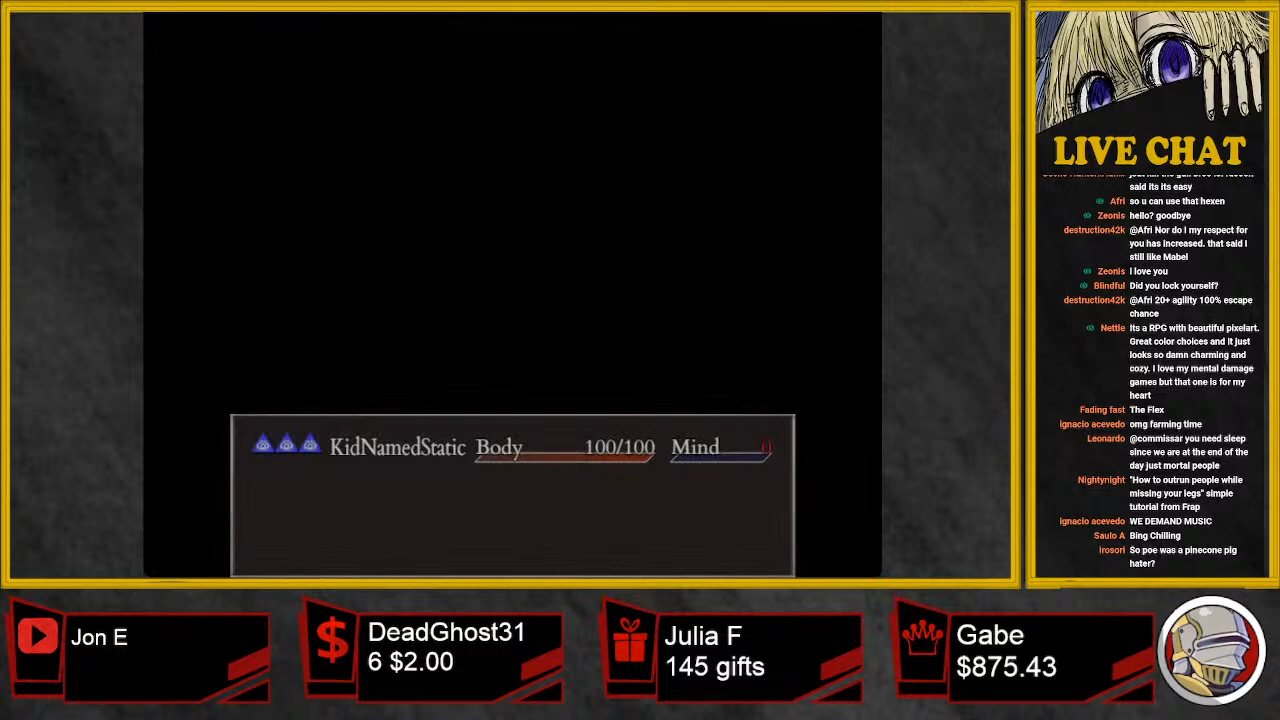 KidNamedStatic Body 100/100 Mind 0
LIVE CHAT
said its its easy
Afri so u can use that hexen
Zeonis hello? goodbye
destruction42k @Afri Nor do I my respect for
you has increased. that said I
still like Mabel
Zeonis I love you
Blindful Did you lock yourself?
destruction42k @Afri 20+ agility 100% escape
chance
Nettle Its a RPG with beautiful pixelart.
Great color choices and it just
looks so damn charming and
cozy. I love my mental damage
games but that one is for my
heart
Fading fast The Flex
ignacio acevedo omg farming time
Leonardo @commissar you need sleep
since we are at the end of the
day just mortal people
Nightynight "How to outrun people while
missing your legs" simple
tutorial from Frap
ignacio acevedo WE DEMAND MUSIC
Saulo A Bing Chilling
Irosori So poe was a pinecone pig
hater?
Jon E
DeadGhost31
6 $2.00
Julia F
145 gifts
Gabe
$875.43